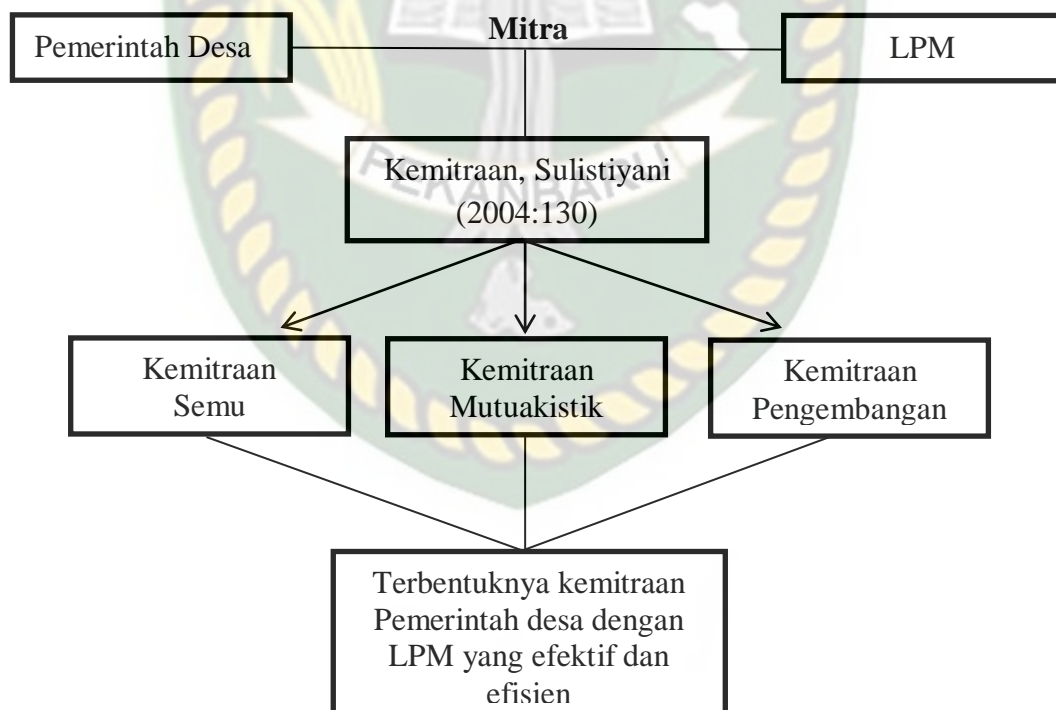 Mitra
Pemerintah Desa
LPM
Kemitraan, Sulistiyani
(2004:130)
PEKANBARU
Kemitraan
Semu
Kemitraan
Mutuakistik
Kemitraan
Pengembangan
Terbentuknya kemitraan
Pemerintah desa dengan
LPM yang efektif dan
efisien